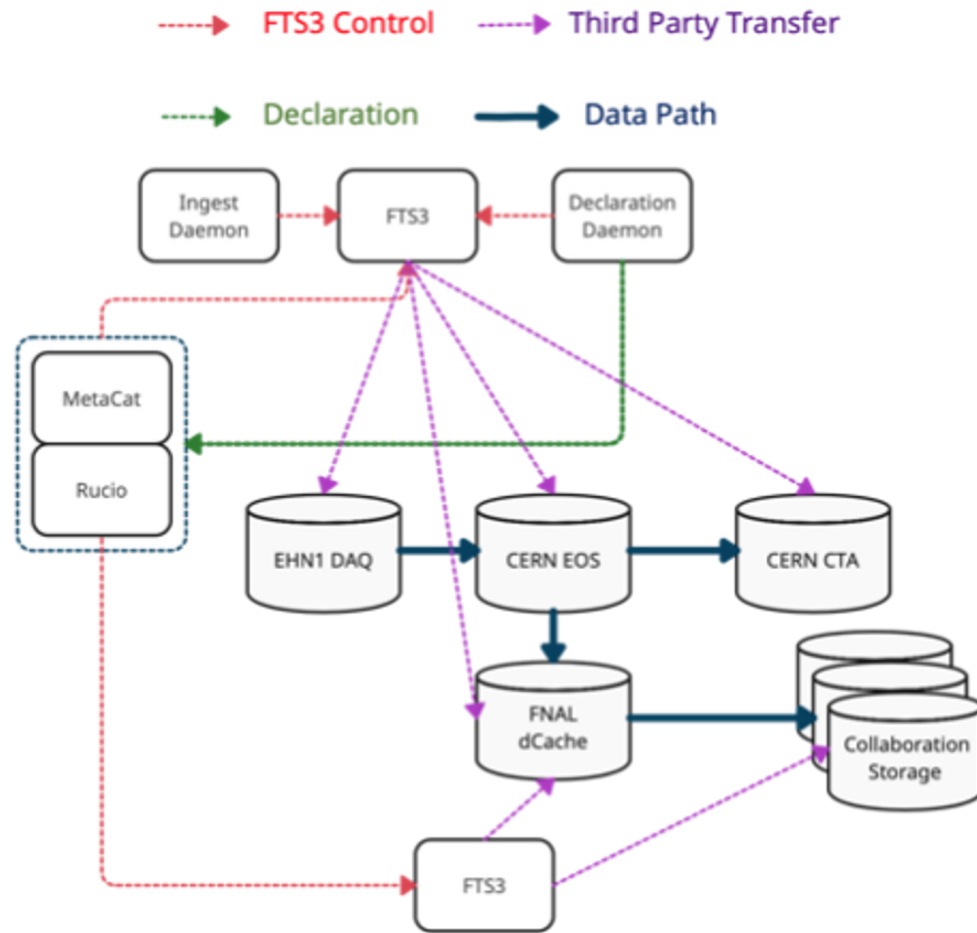 FTS3 Control
Third Party Transfer
Declaration
Data Path
Ingest
Daemon
FTS3
Declaration
Daemon
MetaCat
Rucio
EHN1 DAQ
CERN EOS
CERN CTA
FNAL
dCache
Collaboration
Storage
FTS3